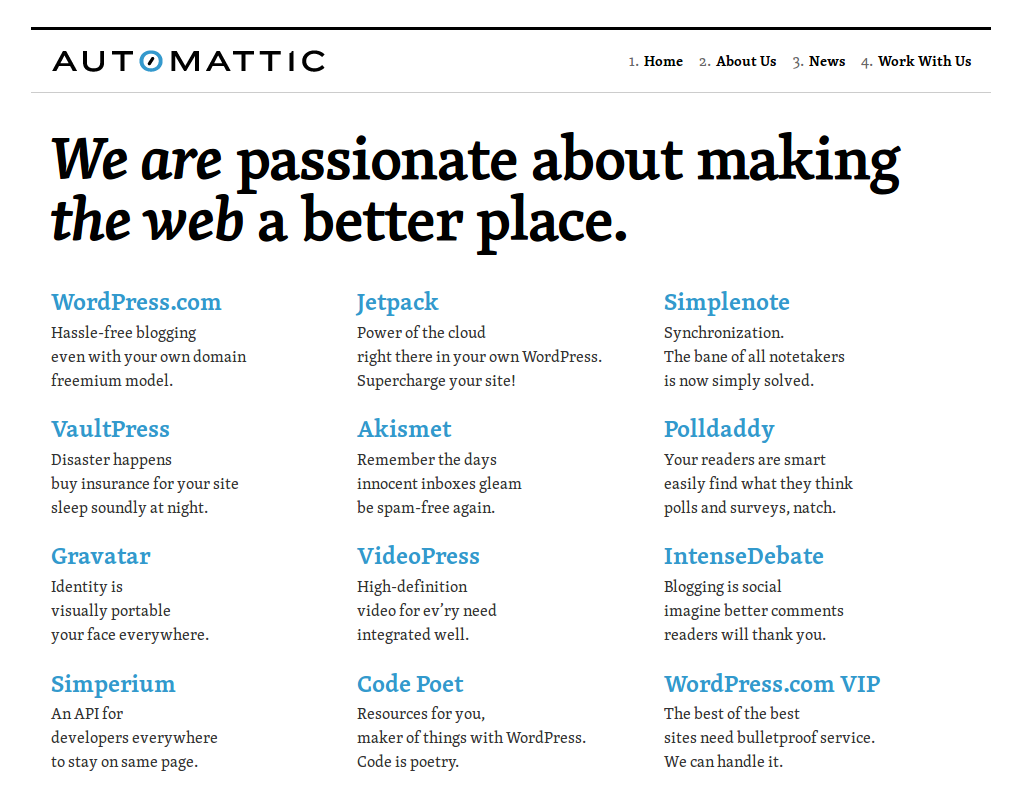 AUTOMATTIC
1. Home 2. About Us 3. News 4. Work With Us
We are passionate about making
the web a better place.
WordPress.com
Hassle-free blogging
even with your own domain
freemium model.
Jetpack
Power of the cloud
right there in your own WordPress.
Supercharge your site!
Simplenote
Synchronization.
The bane of all notetakers
is now simply solved.
VaultPress
Disaster happens
buy insurance for your site
sleep soundly at night.
Akismet
Remember the days
innocent inboxes gleam
be spam-free again.
Polldaddy
Your readers are smart
easily find what they think
polls and surveys, natch.
Gravatar
Identity is
visually portable
your face everywhere.
VideoPress
High-definition
video for ev’ry need
integrated well.
IntenseDebate
Blogging is social
imagine better comments
readers will thank you.
Simperium
An API for
developers everywhere
to stay on same page.
Code Poet
Resources for you,
maker of things with WordPress.
Code is poetry.
WordPress.com VIP
The best of the best
sites need bulletproof service.
We can handle it.